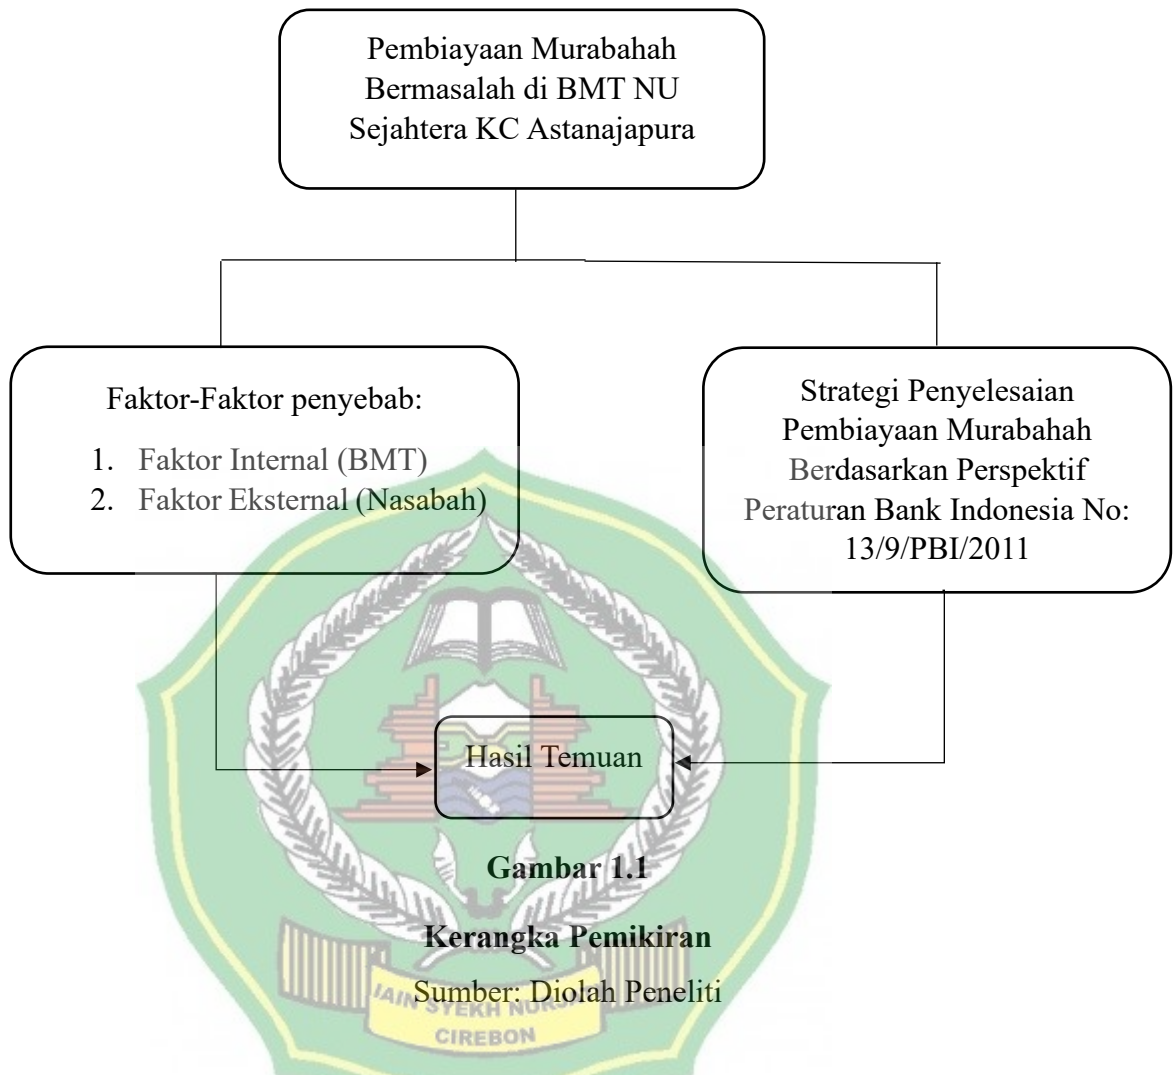 Pembiayaan Murabahah
Bermasalah di BMT NU
Sejahtera KC Astanajapura
Faktor-Faktor penyebab:
1. Faktor Internal (BMT)
2. Faktor Eksternal (Nasabah)
Strategi Penyelesaian
Pembiayaan Murabahah
Berdasarkan Perspektif
Peraturan Bank Indonesia No:
13/9/PBI/2011
Hasil Temuan
Gambar 1.1
Kerangka Pemikiran
Sumber: Diolah Peneliti
IAIN SYEKH
CIREBON